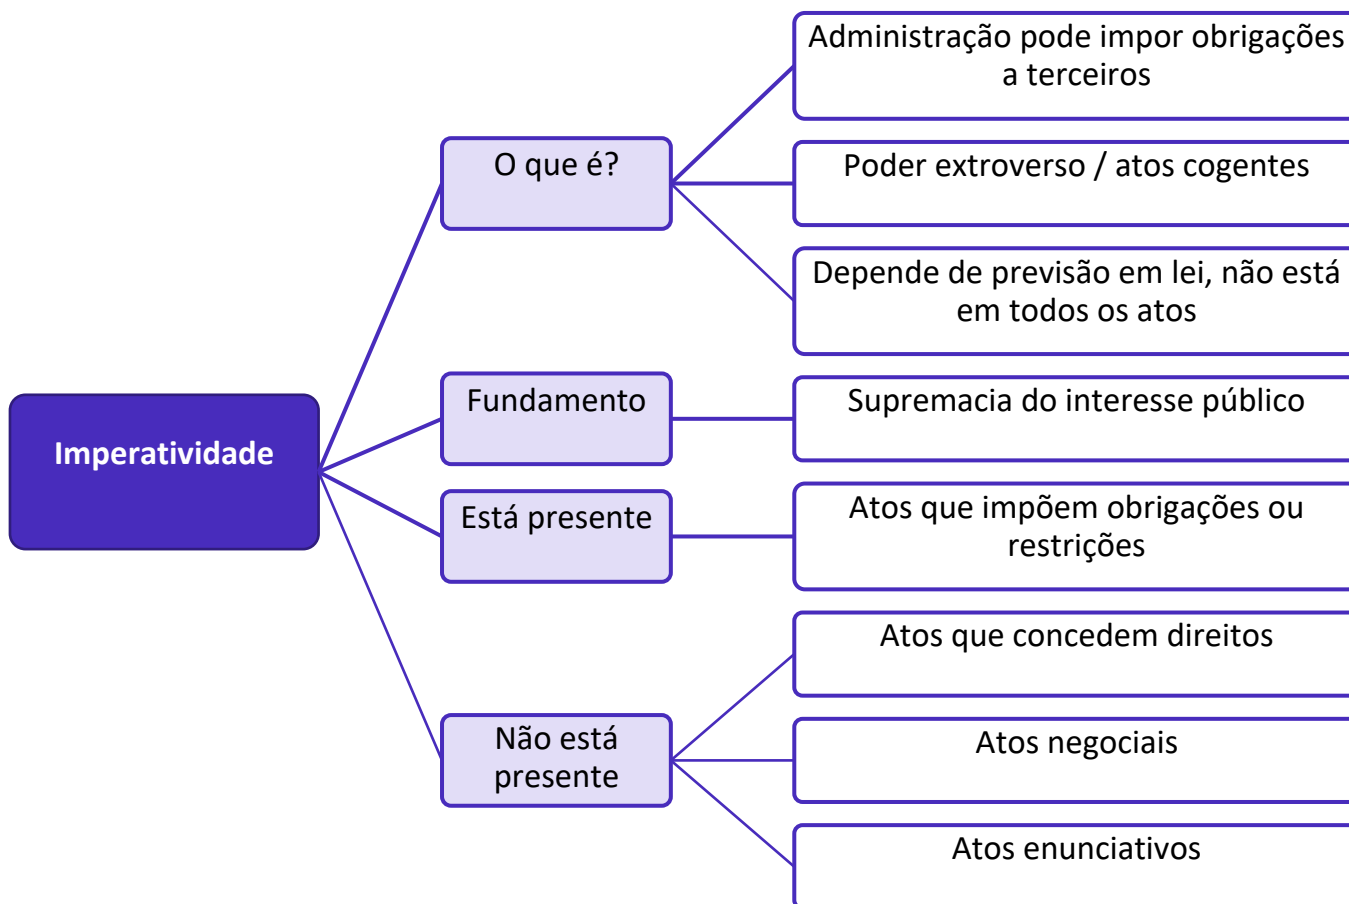 Imperatividade
O que é?
Administração pode impor obrigações
a terceiros
Poder extroverso / atos cogentes
Depende de previsão em lei, não está
em todos os atos
Fundamento
Supremacia do interesse público
Está presente
Atos que impõem obrigações ou
restrições
Não está
presente
Atos que concedem direitos
Atos negociais
Atos enunciativos